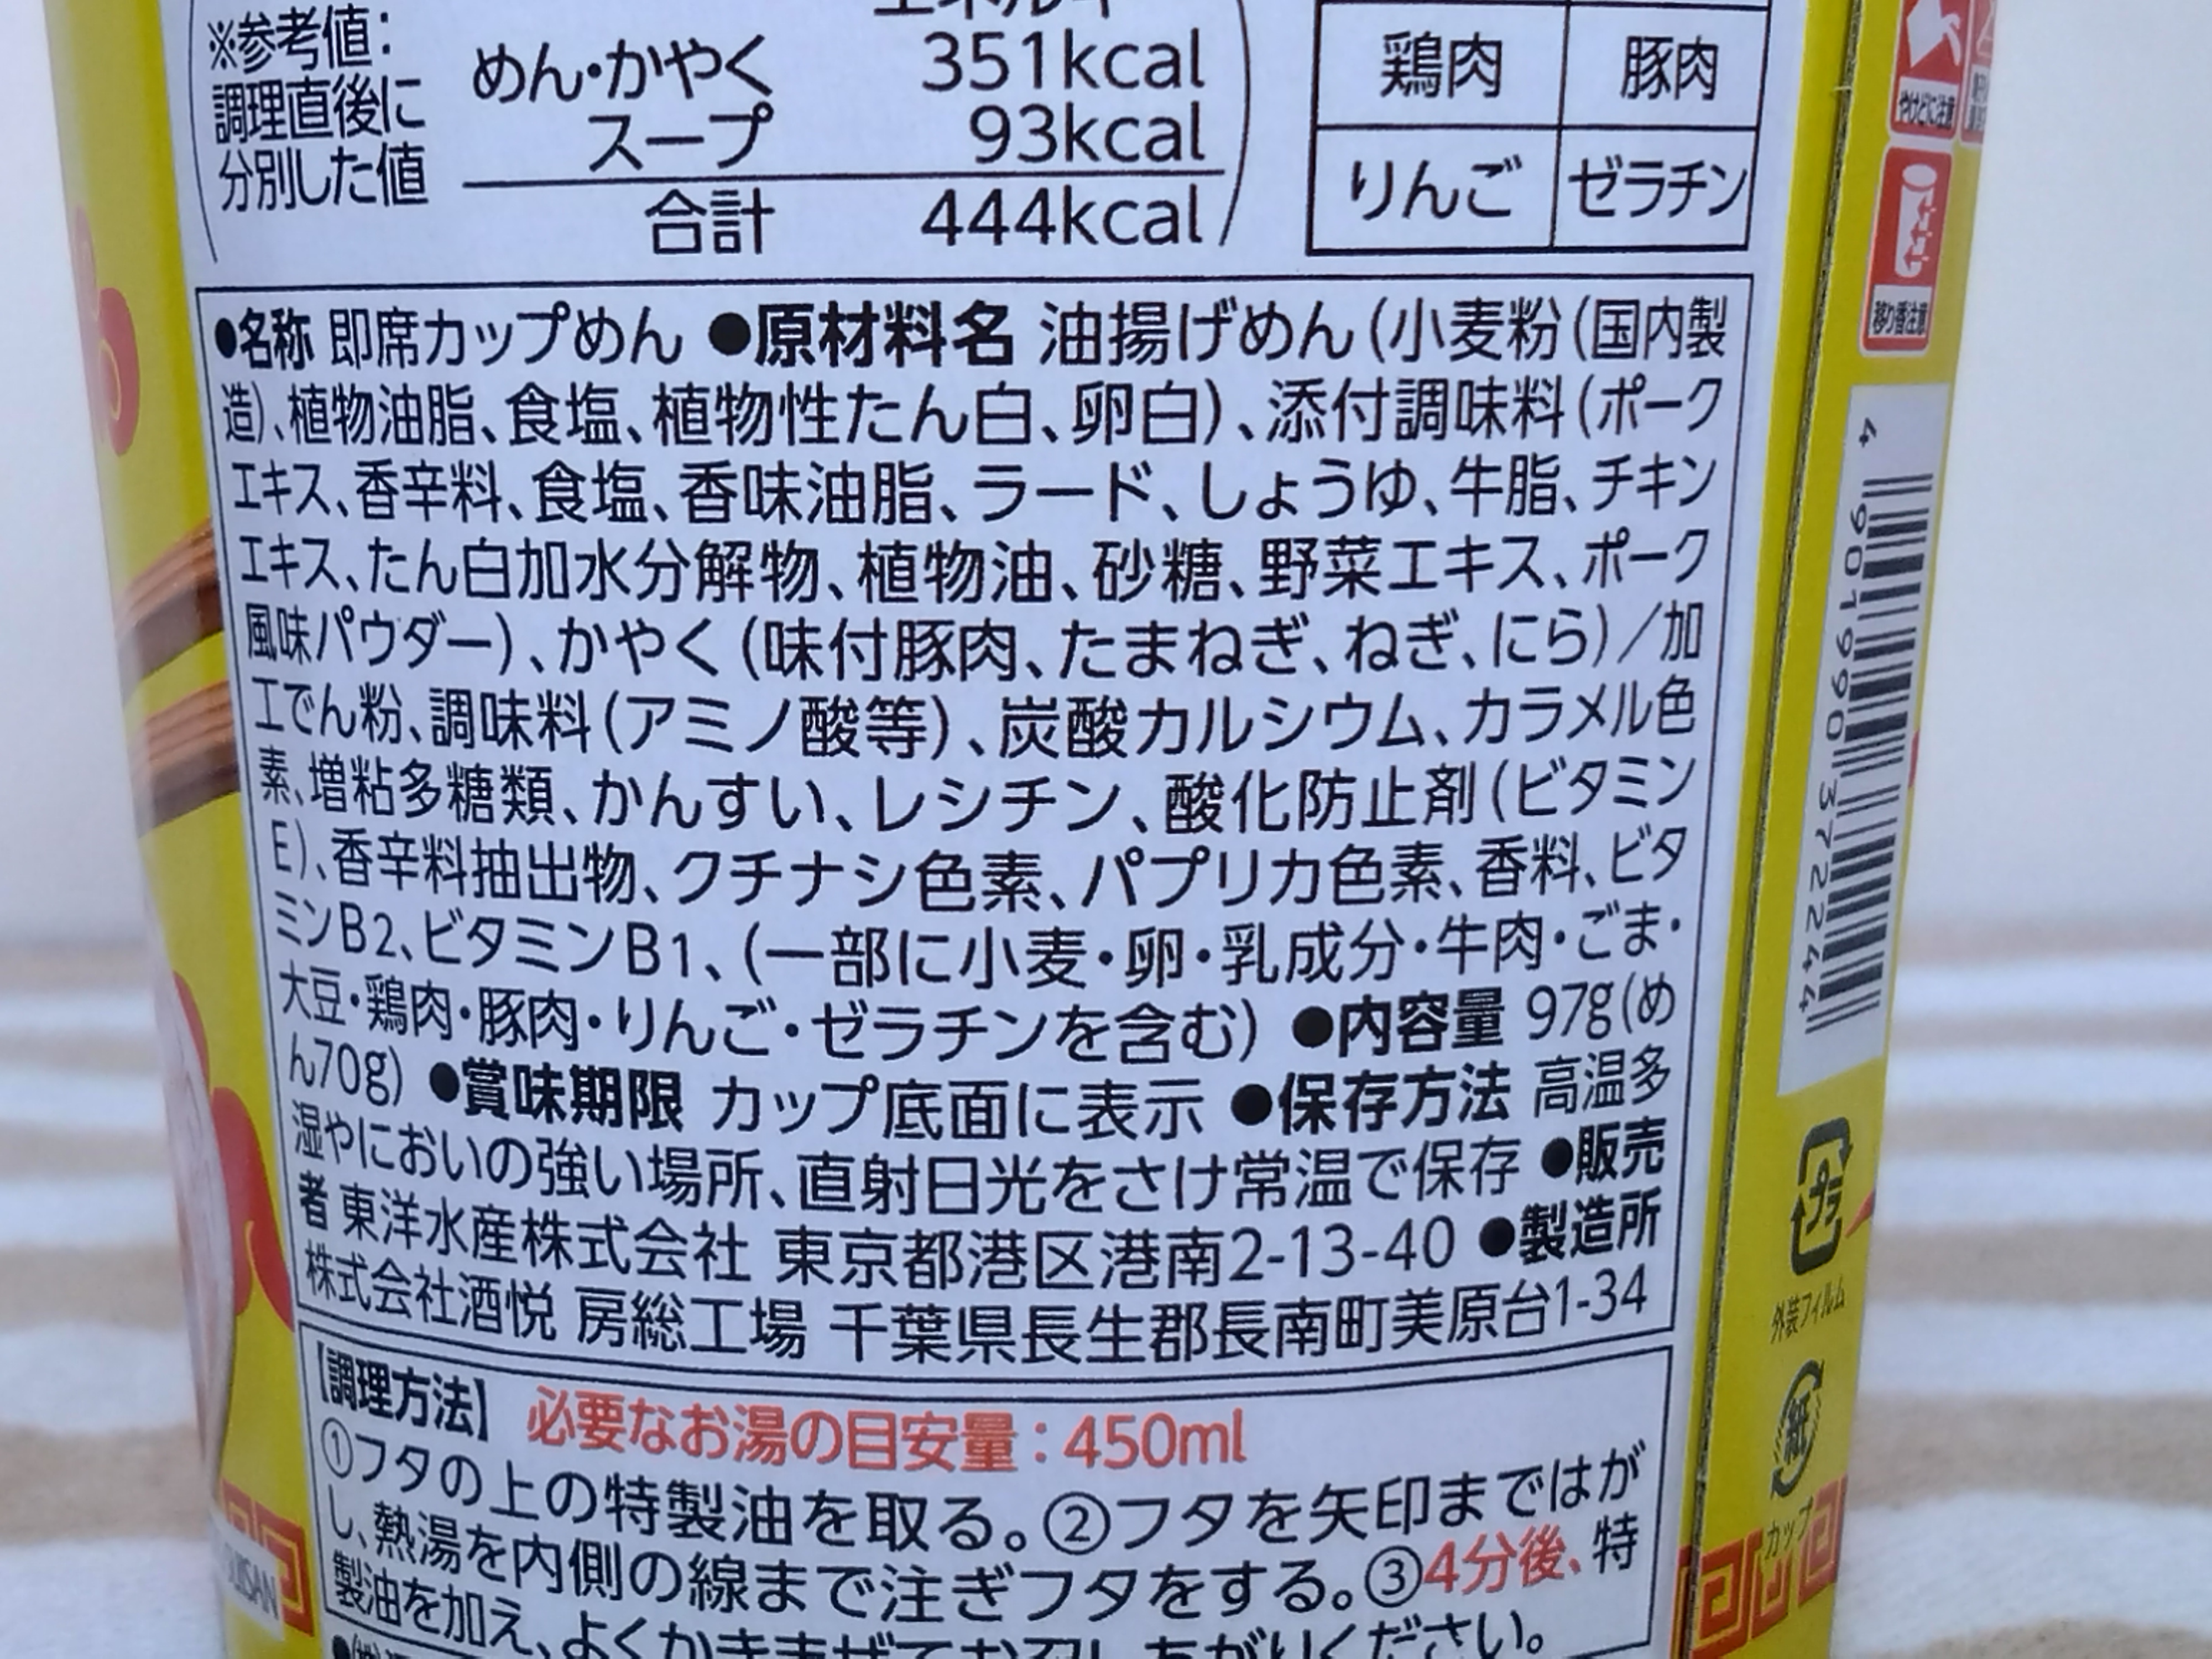 ※参考値：
調理直後に
分別した値
エネルギー
めん・かやく 351kcal
スープ 93kcal
合計 444kcal
鶏肉 豚肉
りんご ゼラチン
●名称 即席カップめん ●原材料名 油揚げめん（小麦粉（国内製
造）、植物油脂、食塩、植物性たん白、卵白）、添付調味料（ポーク
エキス、香辛料、食塩、香味油脂、ラード、しょうゆ、牛脂、チキン
エキス、たん白加水分解物、植物油、砂糖、野菜エキス、ポーク
風味パウダー）、かやく（味付豚肉、たまねぎ、ねぎ、にら）／加
工でん粉、調味料（アミノ酸等）、炭酸カルシウム、カラメル色
素、増粘多糖類、かんすい、レシチン、酸化防止剤（ビタミン
E）、香辛料抽出物、クチナシ色素、パプリカ色素、香料、ビタ
ミンB2、ビタミンB1、（一部に小麦・卵・乳成分・牛肉・ごま・
大豆・鶏肉・豚肉・りんご・ゼラチンを含む） ●内容量 97g（め
ん70g） ●賞味期限 カップ底面に表示 ●保存方法 高温多
湿やにおいの強い場所、直射日光をさけ常温で保存 ●販売
者 東洋水産株式会社 東京都港区港南2-13-40 ●製造所
株式会社酒悦 房総工場 千葉県長生郡長南町美原台1-34
【調理方法】 必要なお湯の目安量：450ml
①フタの上の特製油を取る。②フタを矢印まではが
し、熱湯を内側の線まで注ぎフタをする。③4分後、特
製油を加え、よくかきまぜてお召しあがりください。
やけどに注意
移り香注意
4 901990 372244
プラ
外装フィルム
紙
カップ
SUISAN